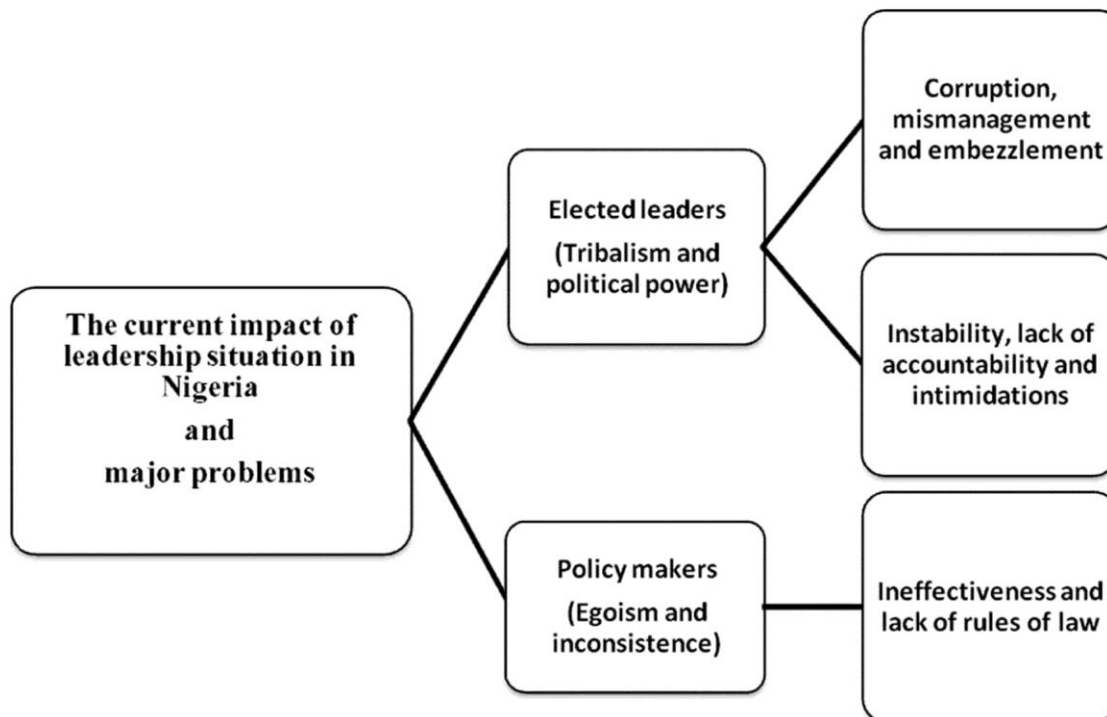 The current impact of
leadership situation in
Nigeria
and
major problems
Elected leaders
(Tribalism and
political power)
Policy makers
(Egoism and
inconsistence)
Corruption,
mismanagement
and embezzlement
Instability, lack of
accountability and
intimidations
Ineffectiveness and
lack of rules of law